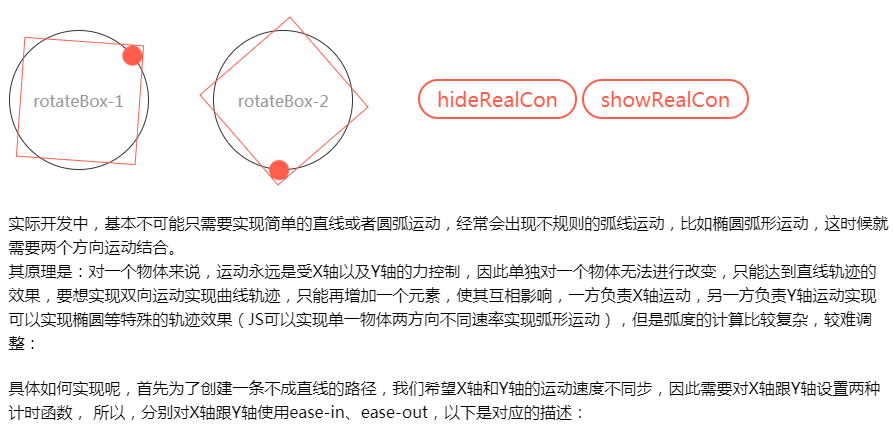 rotateBox-1
rotateBox-2
hideRealCon
showRealCon
实际开发中，基本不可能只需要实现简单的直线或者圆弧运动，经常会出现不规则的弧线运动，比如椭圆弧形运动，这时候就
需要两个方向运动结合。
其原理是：对一个物体来说，运动永远是受X轴以及Y轴的力控制，因此单独对一个物体无法进行改变，只能达到直线轨迹的
效果，要想实现双向运动实现曲线轨迹，只能再增加一个元素，使其互相影响，一方负责X轴运动，另一方负责Y轴运动实现
可以实现椭圆等特殊的轨迹效果（JS可以实现单一物体两方向不同速率实现弧形运动），但是弧度的计算比较复杂，较难调
整：
具体如何实现呢，首先为了创建一条不成直线的路径，我们希望X轴和Y轴的运动速度不同步，因此需要对X轴跟Y轴设置两种
计时函数， 所以，分别对X轴跟Y轴使用ease-in、ease-out，以下是对应的描述：